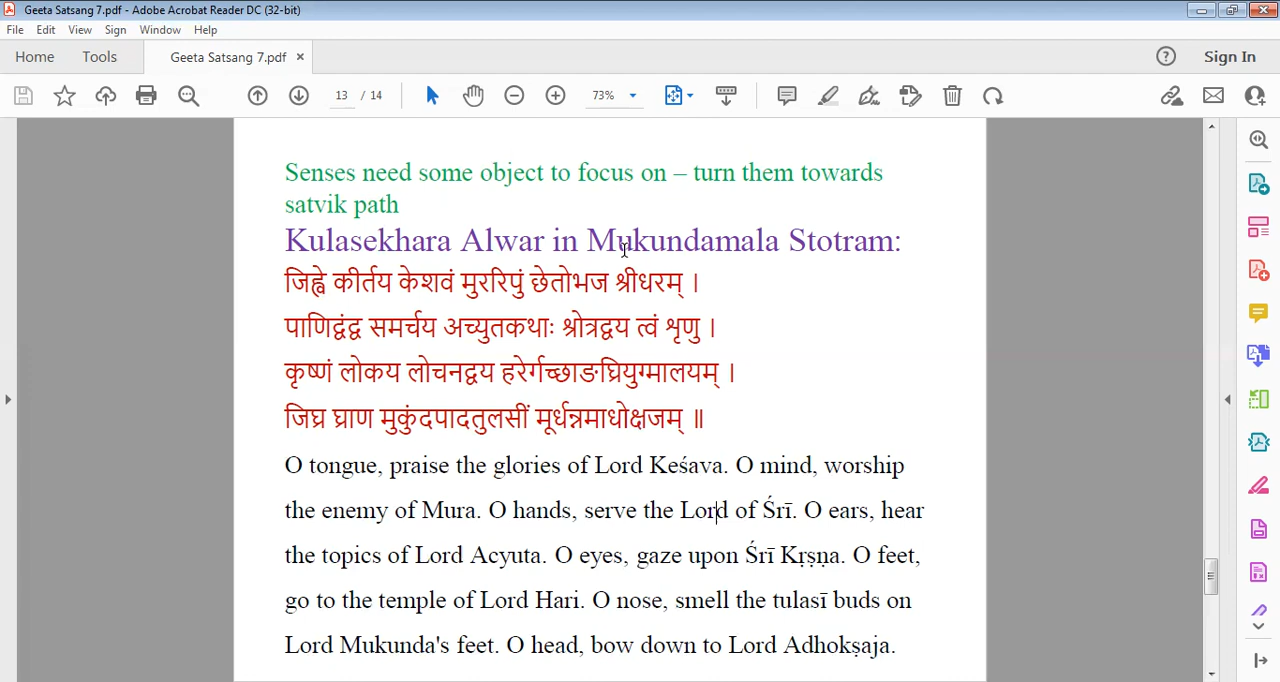 Geeta Satsang 7.pdf - Adobe Acrobat Reader DC (32-bit)
File Edit View Sign Window Help
Home Tools Geeta Satsang 7.pdf × Sign In
13 / 14 73%
Senses need some object to focus on – turn them towards
satvik path
Kulasekhara Alwar in Mukundamala Stotram:
जिह्वे कीर्तय केशवं मुररिपुं छेतोभज श्रीधरम् ।
पाणिद्वंद्व समर्चय अच्युतकथाः श्रोत्रद्वय त्वं शृणु ।
कृष्णं लोकय लोचनद्वय हरेर्गच्छाङघ्रियुग्मालयम् ।
जिघ्र घ्राण मुकुंदपादतुलसीं मूर्धन्नमाधोक्षजम् ॥
O tongue, praise the glories of Lord Keśava. O mind, worship
the enemy of Mura. O hands, serve the Lord of Śrī. O ears, hear
the topics of Lord Acyuta. O eyes, gaze upon Śrī Kṛṣṇa. O feet,
go to the temple of Lord Hari. O nose, smell the tulasī buds on
Lord Mukunda's feet. O head, bow down to Lord Adhokṣaja.